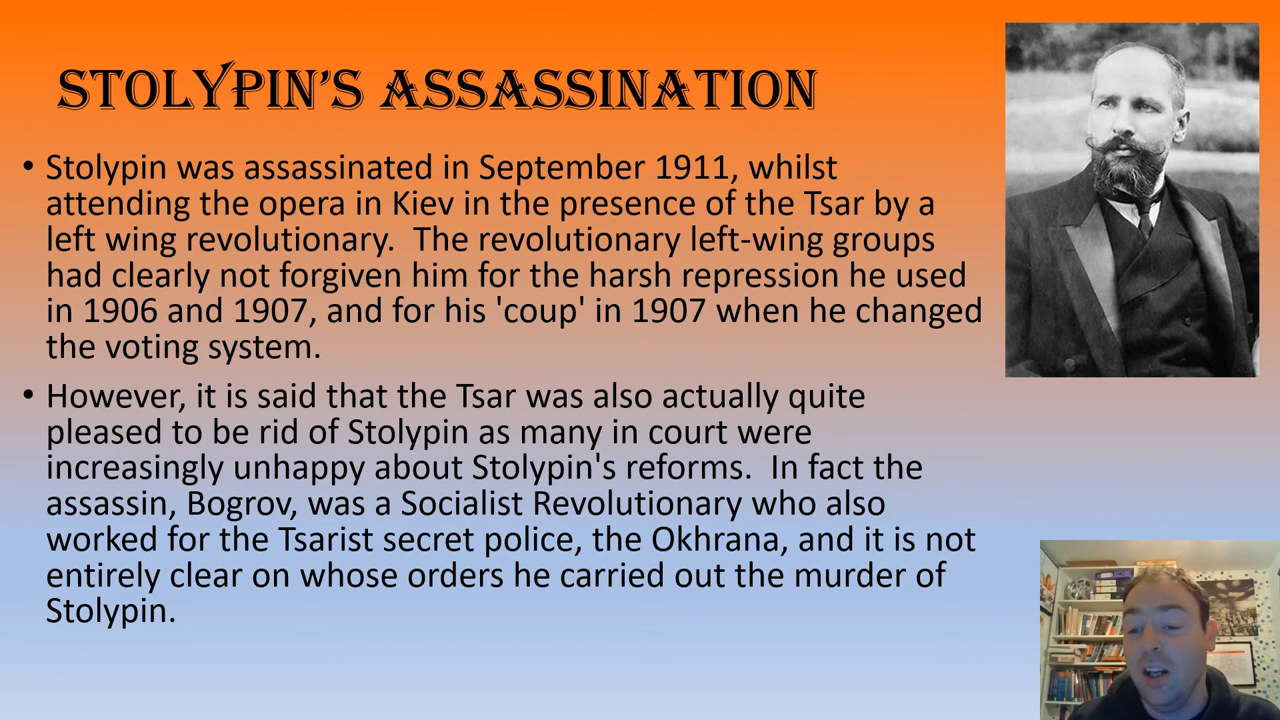 STOLYPIN'S ASSASSINATION
• Stolypin was assassinated in September 1911, whilst
attending the opera in Kiev in the presence of the Tsar by a
left wing revolutionary.  The revolutionary left-wing groups
had clearly not forgiven him for the harsh repression he used
in 1906 and 1907, and for his 'coup' in 1907 when he changed
the voting system.
• However, it is said that the Tsar was also actually quite
pleased to be rid of Stolypin as many in court were
increasingly unhappy about Stolypin's reforms.  In fact the
assassin, Bogrov, was a Socialist Revolutionary who also
worked for the Tsarist secret police, the Okhrana, and it is not
entirely clear on whose orders he carried out the murder of
Stolypin.